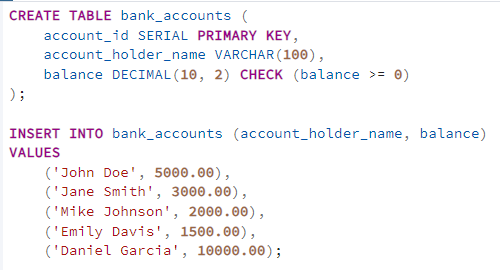 CREATE TABLE bank_accounts (
    account_id SERIAL PRIMARY KEY,
    account_holder_name VARCHAR(100),
    balance DECIMAL(10, 2) CHECK (balance >= 0)
);

INSERT INTO bank_accounts (account_holder_name, balance)
VALUES
    ('John Doe', 5000.00),
    ('Jane Smith', 3000.00),
    ('Mike Johnson', 2000.00),
    ('Emily Davis', 1500.00),
    ('Daniel Garcia', 10000.00);